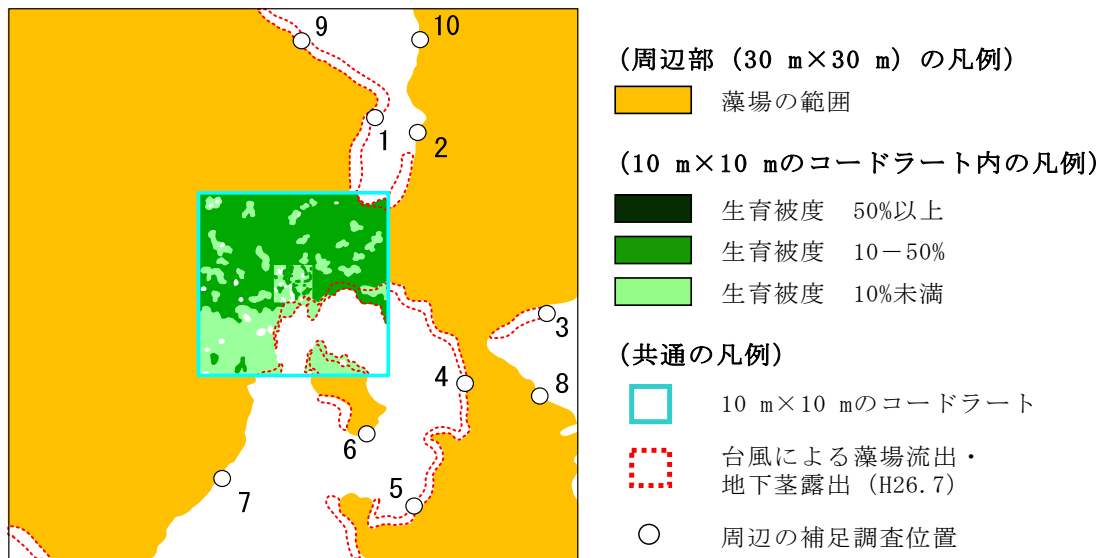 9
10
1
2
3
4
8
6
5
7
(周辺部 (30 m×30 m) の凡例)
藻場の範囲
(10 m×10 mのコードラート内の凡例)
生育被度 50%以上
生育被度 10-50%
生育被度 10%未満
(共通の凡例)
10 m×10 mのコードラート
台風による藻場流出・
地下茎露出 (H26.7)
周辺の補足調査位置